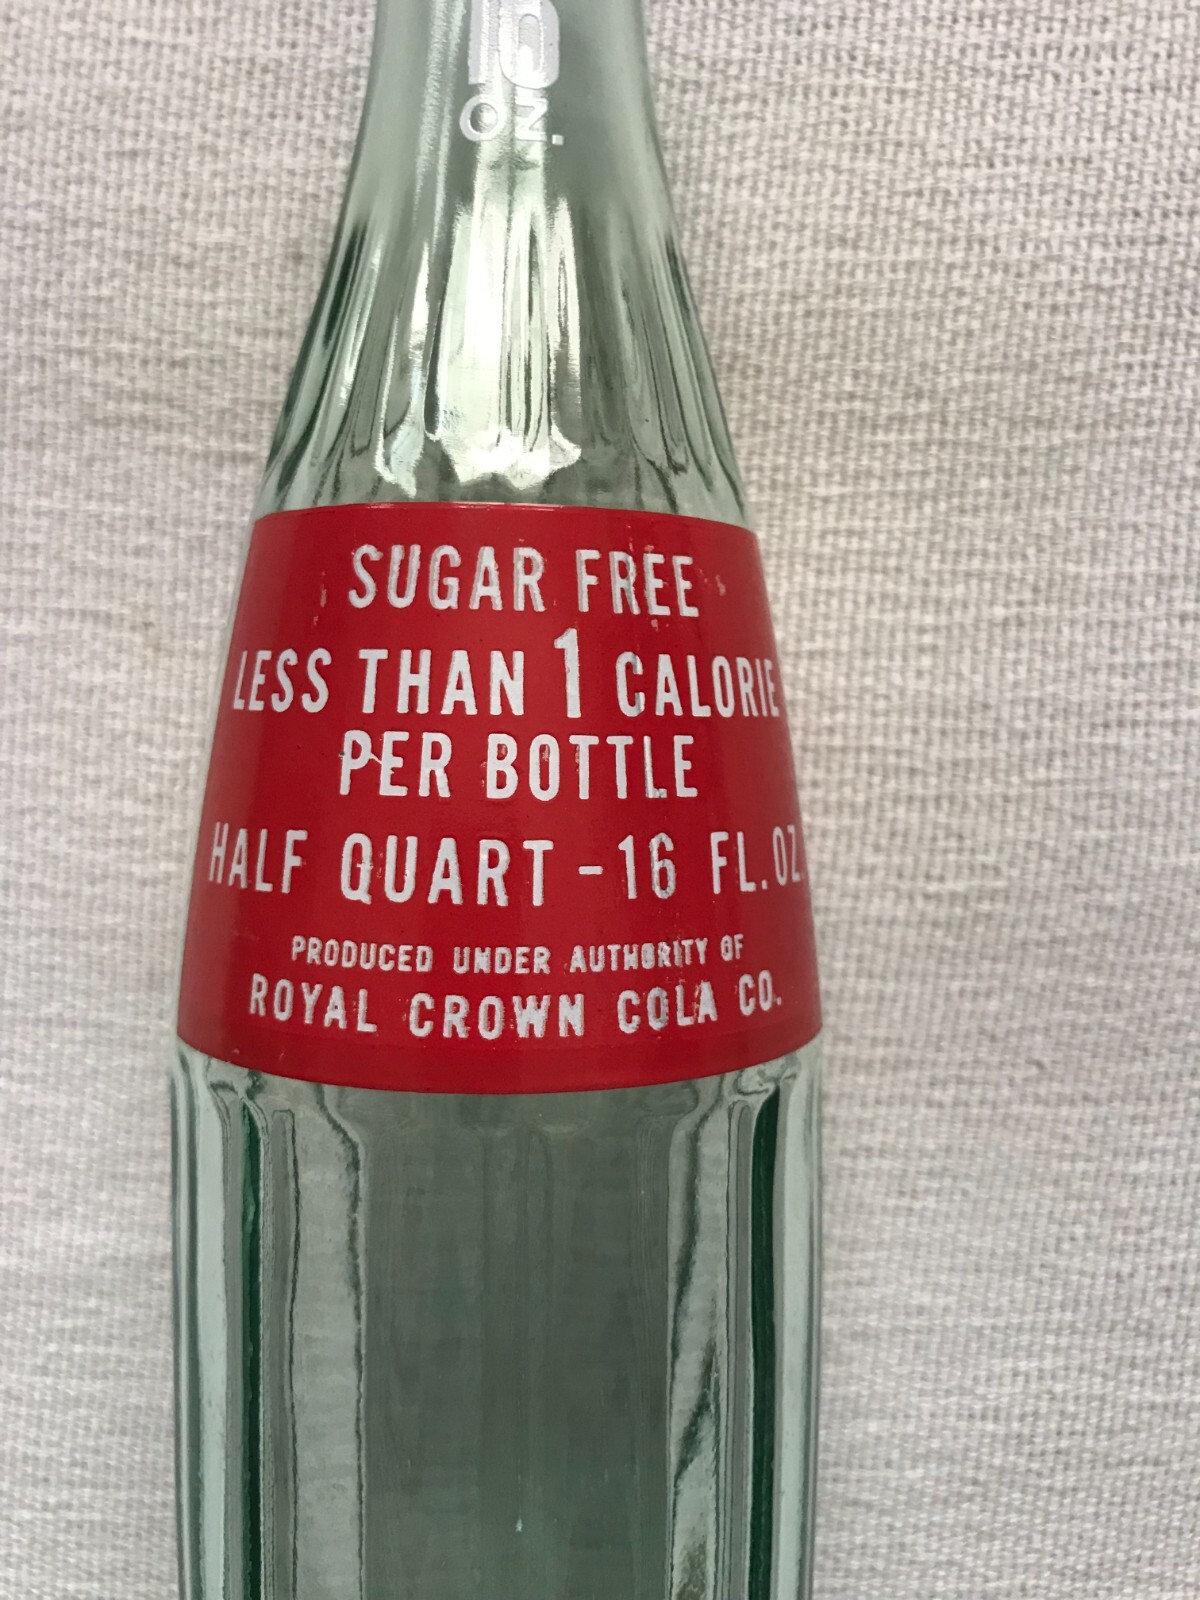 16
OZ.
SUGAR FREE
LESS THAN 1 CALORIE
PER BOTTLE
HALF QUART - 16 FL. OZ.
PRODUCED UNDER AUTHORITY OF
ROYAL CROWN COLA CO.